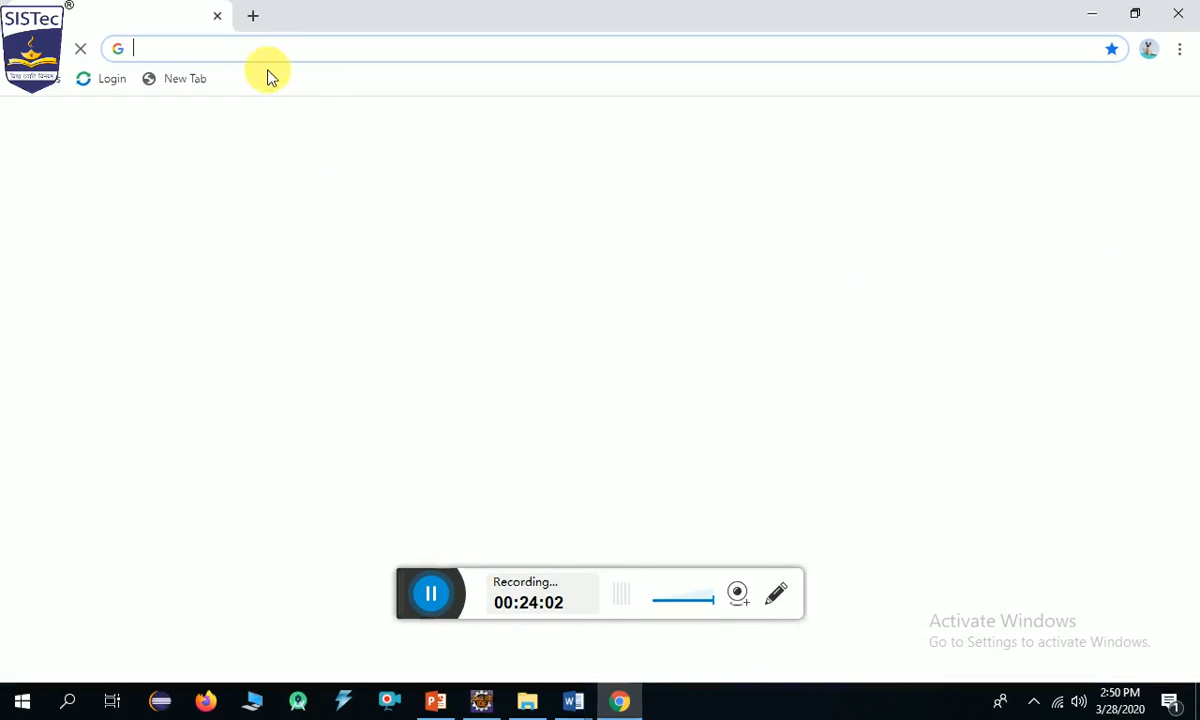 SISTec
®
Login
New Tab
Recording...
00:24:02
Activate Windows
Go to Settings to activate Windows.
2:50 PM
3/28/2020
1